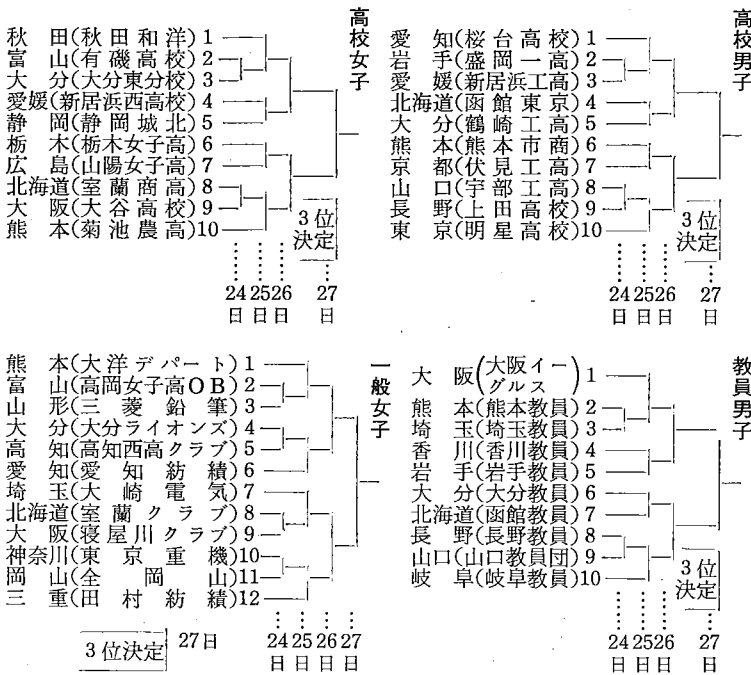 高校男子
愛知(桜台高校)1
岩手(盛岡一高)2
愛媛(新居浜工高)3
北海道(函館東京)4
大分(鶴崎工高)5
熊本(熊本市商)6
京都(伏見工高)7
山口(宇部工高)8
長野(上田高校)9
東京(明星高校)10
3位決定
24日
25日
26日
27日
高校女子
秋田(秋田和洋)1
富山(有磯高校)2
大分(大分東分校)3
愛媛(新居浜西高校)4
静岡(静岡城北)5
栃木(栃木女子高)6
広島(山陽女子高)7
北海道(室蘭商高)8
大阪(大谷高校)9
熊本(菊池農高)10
3位決定
24日
25日
26日
27日
教員男子
大阪(大阪イーグルス)1
熊本(熊本教員)2
埼玉(埼玉教員)3
香川(香川教員)4
岩手(岩手教員)5
大分(大分教員)6
北海道(函館教員)7
長野(長野教員)8
山口(山口教員団)9
岐阜(岐阜教員)10
3位決定
24日
25日
26日
27日
一般女子
熊本(大洋デパート)1
富山(高岡女子高OB)2
山形(三菱鉛筆)3
大分(大分ライオンズ)4
高知(高知西高クラブ)5
愛知(愛知紡績)6
埼玉(大崎電気)7
北海道(室蘭クラブ)8
大阪(寝屋川クラブ)9
神奈川(東京重機)10
岡山(全岡山)11
三重(田村紡績)12
3位決定 27日
24日
25日
26日
27日